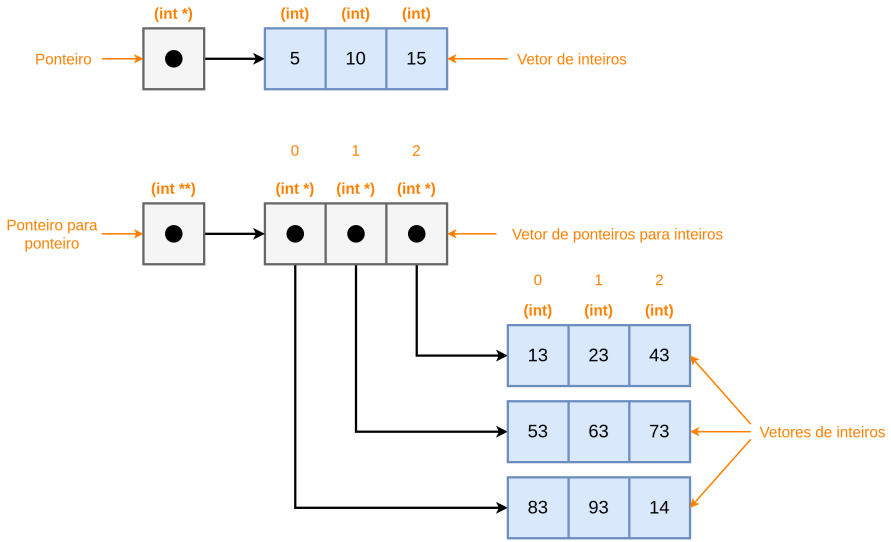 (int *) (int) (int) (int)
Ponteiro 5 10 15 Vetor de inteiros
0 1 2
(int **) (int *) (int *) (int *)
Ponteiro para
ponteiro
Vetor de ponteiros para inteiros
0 1 2
(int) (int) (int)
13 23 43
53 63 73 Vetores de inteiros
83 93 14